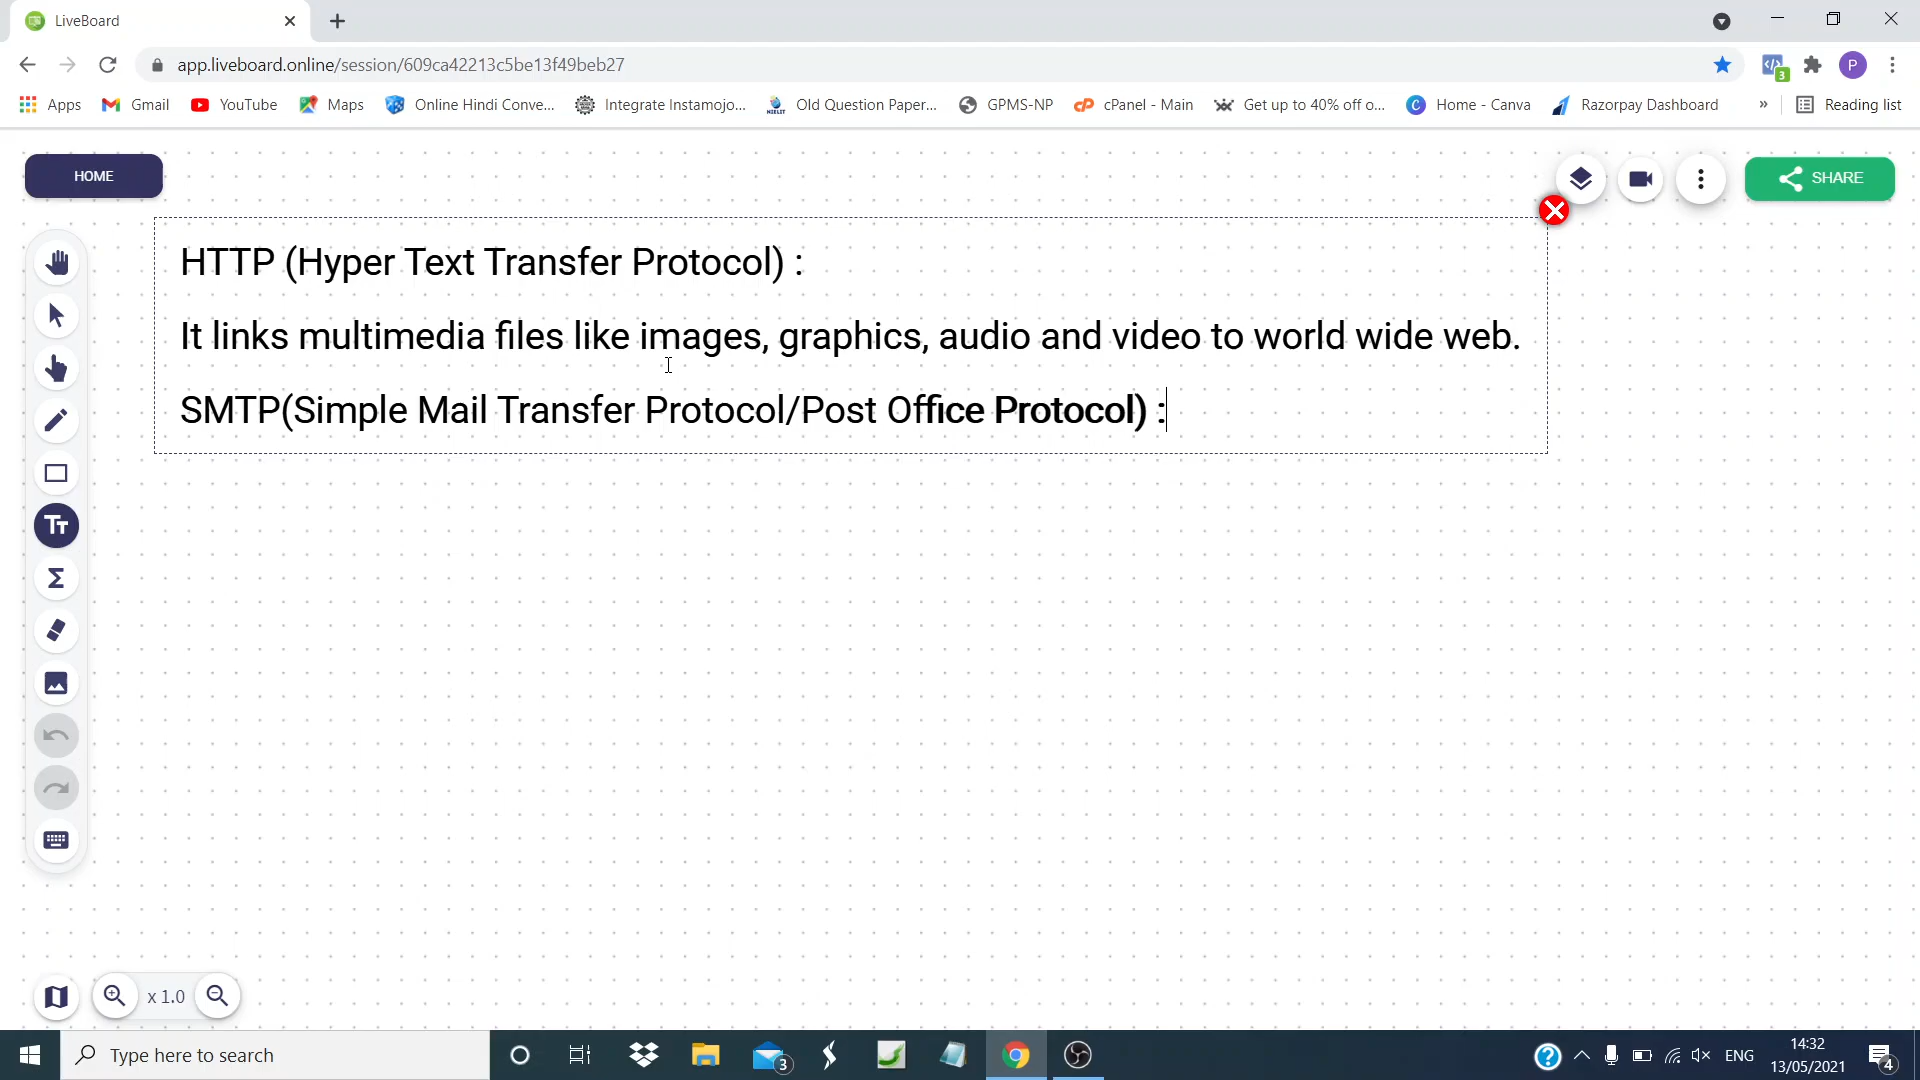 LiveBoard
app.liveboard.online/session/609ca42213c5be13f49beb27
P
3
Apps
Gmail
YouTube
Maps
Online Hindi Conve...
Integrate Instamojo...
Old Question Paper...
GPMS-NP
cPanel - Main
Get up to 40% off o...
Home - Canva
Razorpay Dashboard
»
Reading list
HOME
SHARE
HTTP (Hyper Text Transfer Protocol) :
It links multimedia files like images, graphics, audio and video to world wide web.
SMTP(Simple Mail Transfer Protocol/Post Office Protocol) :
x 1.0
Type here to search
3
ENG
14:32
13/05/2021
4